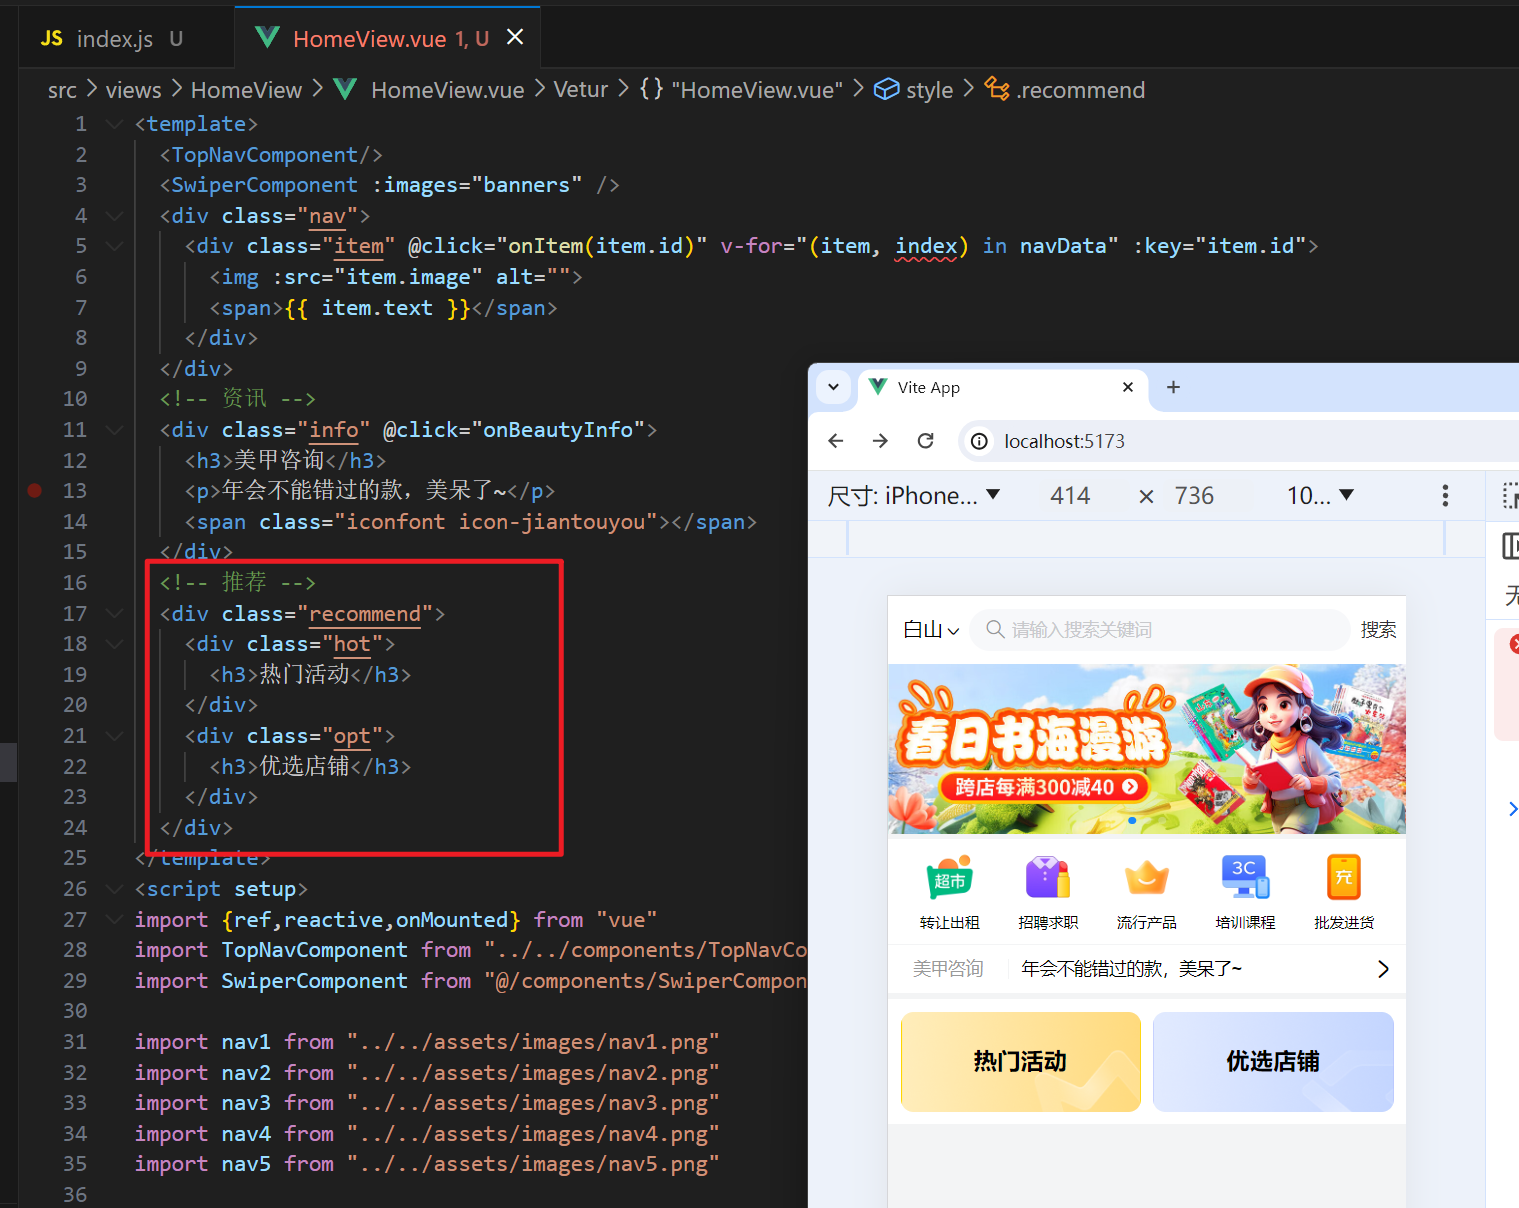 JS index.js U
HomeView.vue 1, U
src > views > HomeView > HomeView.vue > Vetur > {} "HomeView.vue" > style > .recommend
1 <template>
2 <TopNavComponent/>
3 <SwiperComponent :images="banners" />
4 <div class="nav">
5 <div class="item" @click="onItem(item.id)" v-for="(item, index) in navData" :key="item.id">
6 <img :src="item.image" alt="">
7 <span>{{ item.text }}</span>
8 </div>
9 </div>
10 <!-- 资讯 -->
11 <div class="info" @click="onBeautyInfo">
12 <h3>美甲咨询</h3>
13 <p>年会不能错过的款，美呆了~</p>
14 <span class="iconfont icon-jiantouyou"></span>
15 </div>
16 <!-- 推荐 -->
17 <div class="recommend">
18 <div class="hot">
19 <h3>热门活动</h3>
20 </div>
21 <div class="opt">
22 <h3>优选店铺</h3>
23 </div>
24 </div>
25 </template>
26 <script setup>
27 import {ref,reactive,onMounted} from "vue"
28 import TopNavComponent from "../../components/TopNavCo
29 import SwiperComponent from "@/components/SwiperCompon
30
31 import nav1 from "../../assets/images/nav1.png"
32 import nav2 from "../../assets/images/nav2.png"
33 import nav3 from "../../assets/images/nav3.png"
34 import nav4 from "../../assets/images/nav4.png"
35 import nav5 from "../../assets/images/nav5.png"
36
Vite App
localhost:5173
尺寸: iPhone... 414 × 736 10...
白山 请输入搜索关键词 搜索
春日书海漫游
跨店每满300减40
超市 3C 充
转让出租 招聘求职 流行产品 培训课程 批发进货
美甲咨询 年会不能错过的款，美呆了~
热门活动 优选店铺